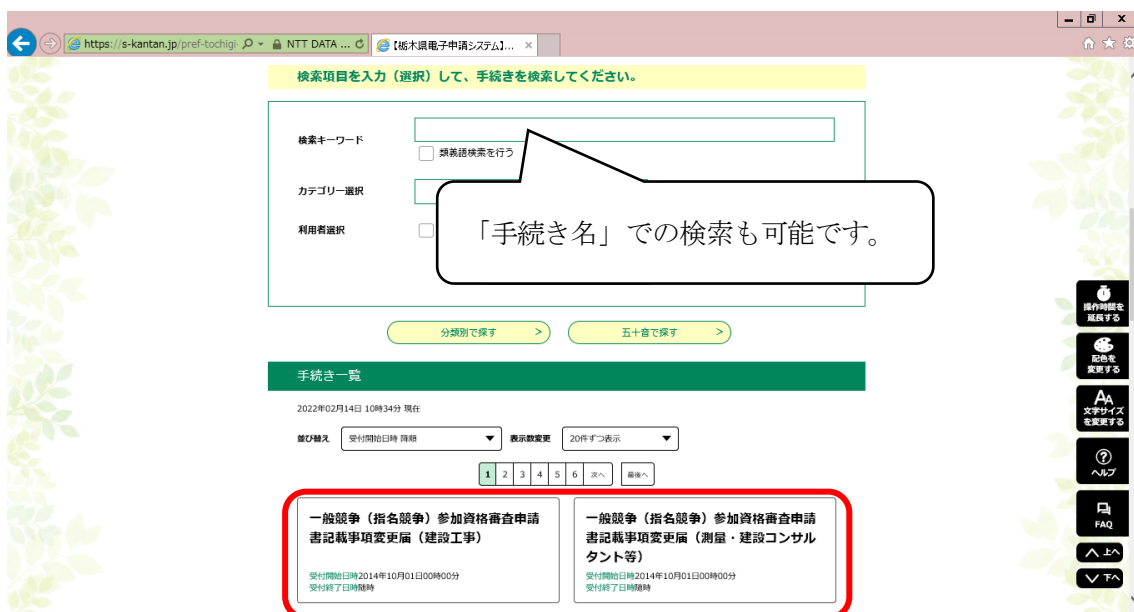 https://s-kantan.jp/pref-tochigi-
NTT DATA ...
【栃木県電子申請システム】...
検索項目を入力（選択）して、手続きを検索してください。
検索キーワード
類義語検索を行う
カテゴリー選択
利用者選択
「手続き名」での検索も可能です。
分類別で探す >
五十音で探す >
手続き一覧
2022年02月14日 10時34分 現在
並び替え 受付開始日時 降順 ▼ 表示数変更 20件ずつ表示 ▼
1 2 3 4 5 6 次へ 最後へ
一般競争（指名競争）参加資格審査申請
書記載事項変更届（建設工事）
受付開始日時2014年10月01日00時00分
受付終了日時随時
一般競争（指名競争）参加資格審査申請
書記載事項変更届（測量・建設コンサル
タント等）
受付開始日時2014年10月01日00時00分
受付終了日時随時
操作時間を
延長する
配色を
変更する
AA
文字サイズ
を変更する
?
ヘルプ
FAQ
上へ
下へ